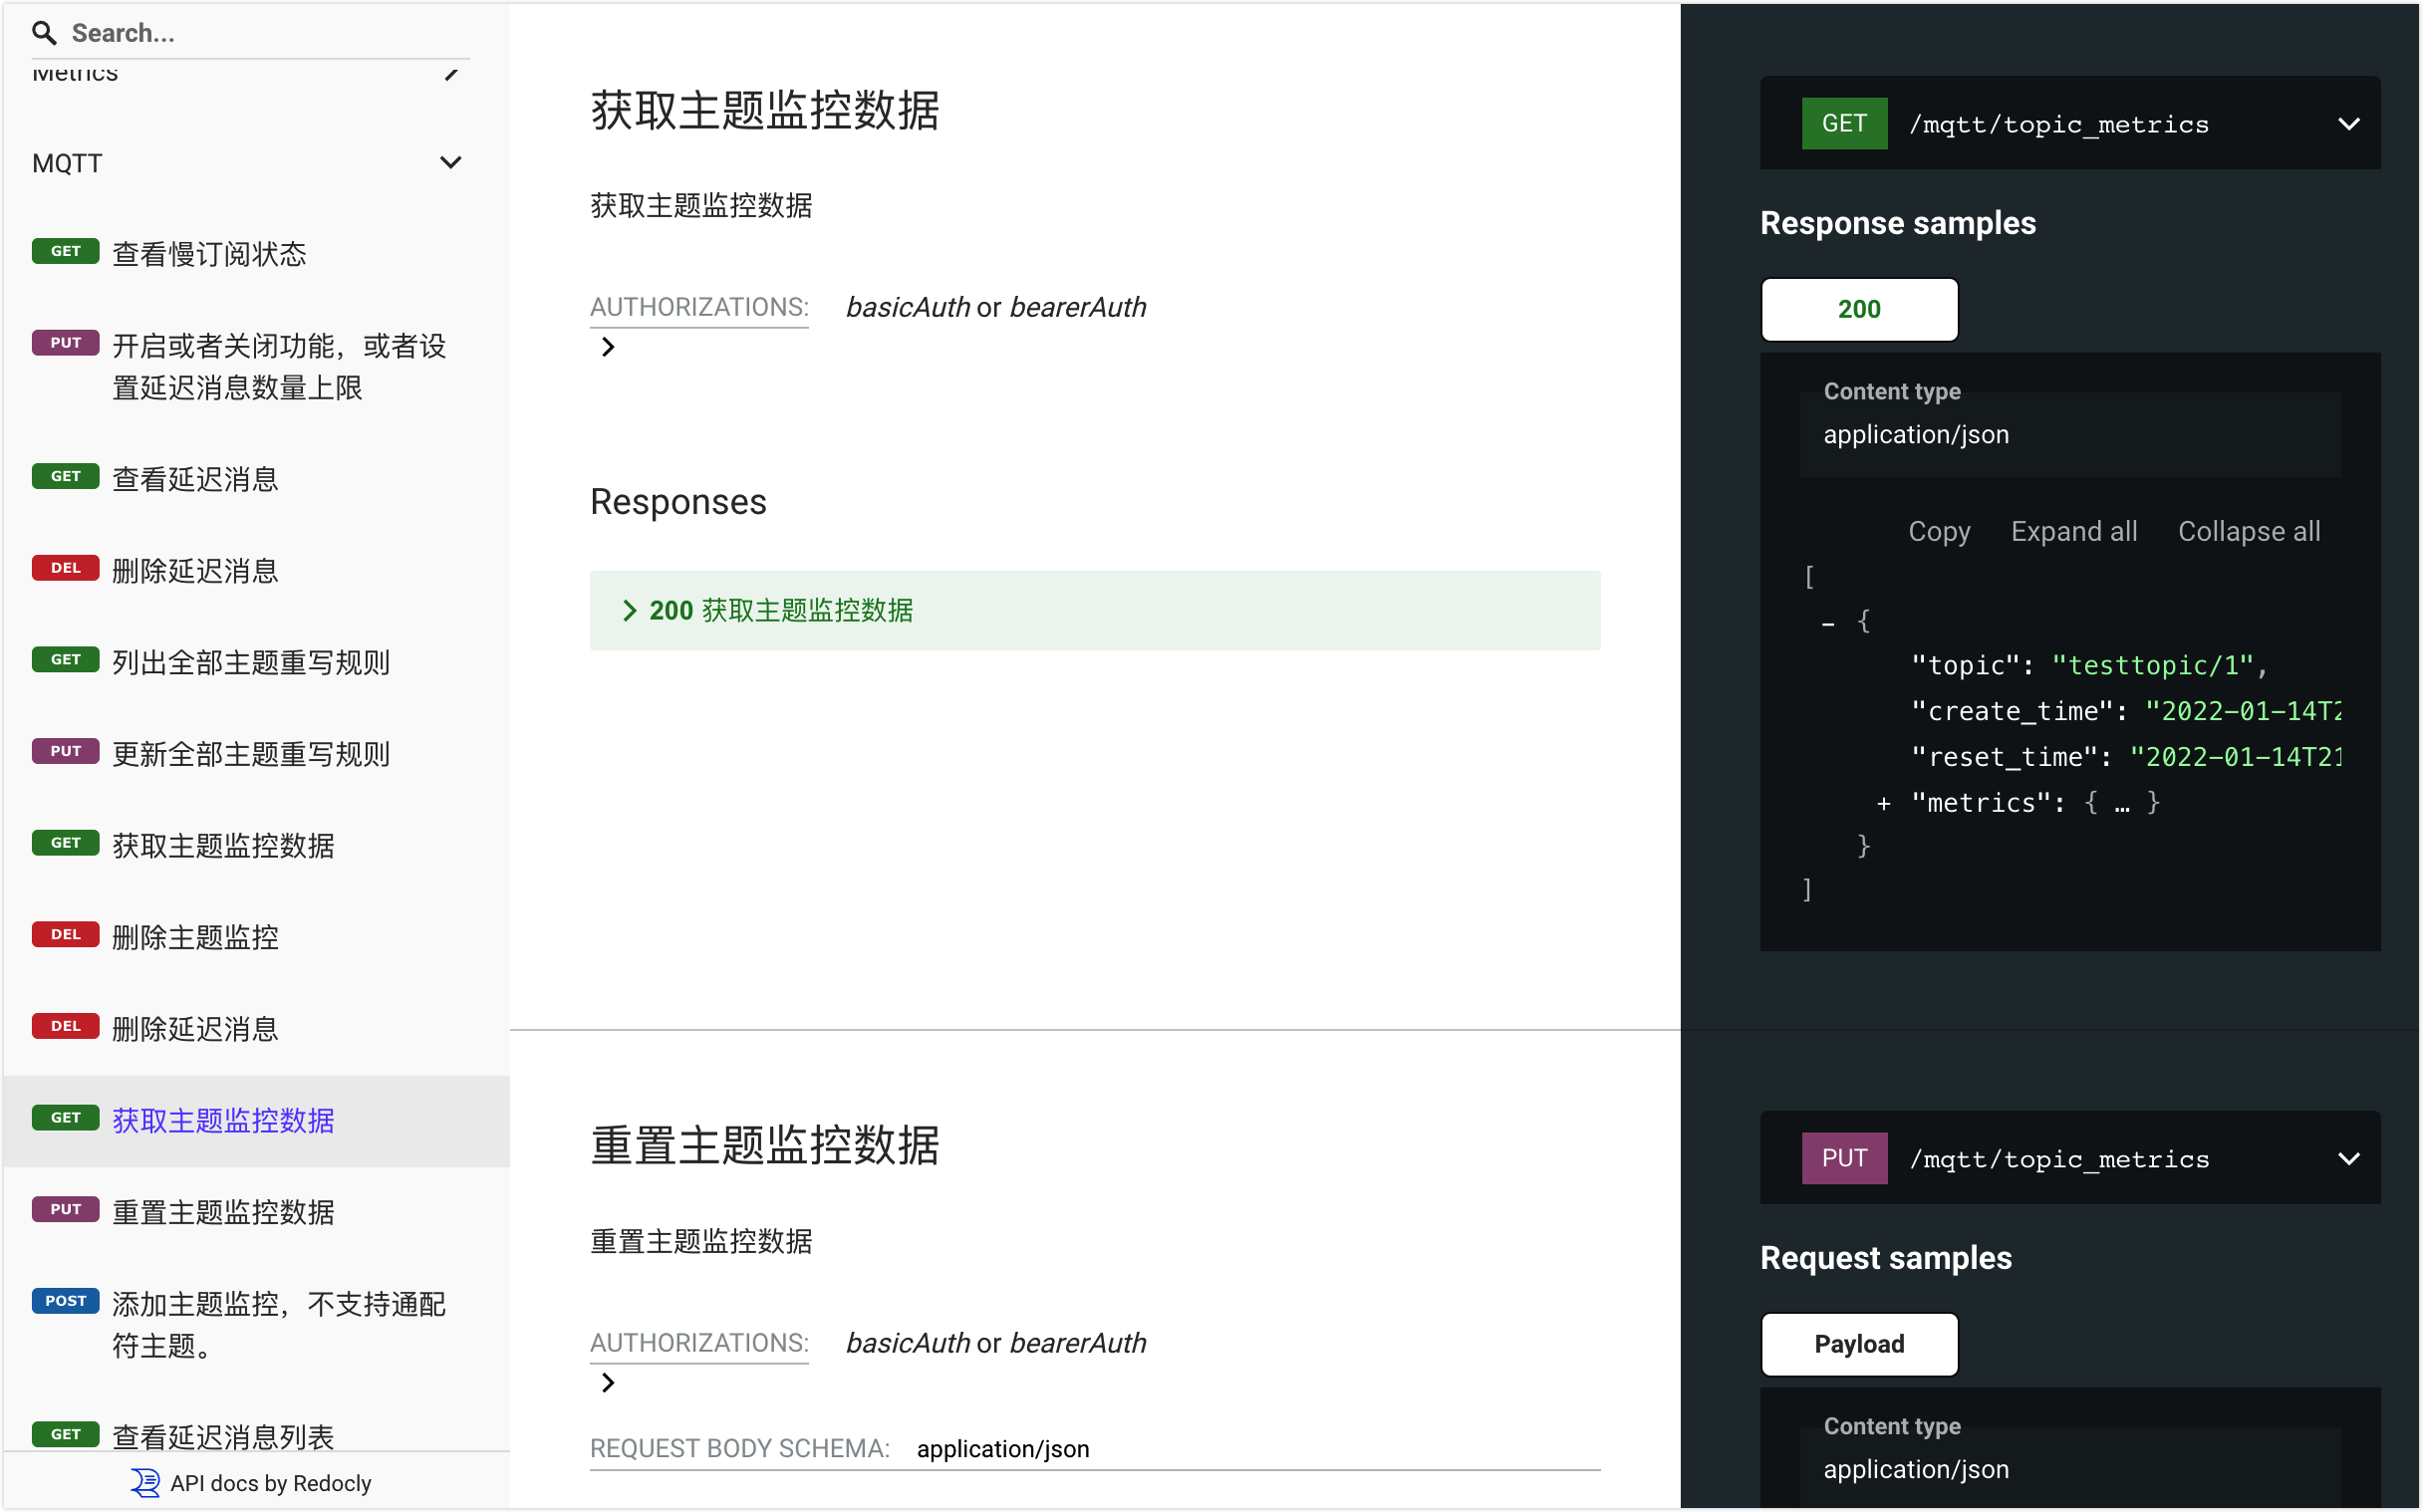 Search...
Metrics
MQTT
GET 查看慢订阅状态
PUT 开启或者关闭功能，或者设
置延迟消息数量上限
GET 查看延迟消息
DEL 删除延迟消息
GET 列出全部主题重写规则
PUT 更新全部主题重写规则
GET 获取主题监控数据
DEL 删除主题监控
DEL 删除延迟消息
GET 获取主题监控数据
PUT 重置主题监控数据
POST 添加主题监控，不支持通配
符主题。
GET 查看延迟消息列表
API docs by Redocly
获取主题监控数据
获取主题监控数据
AUTHORIZATIONS: basicAuth or bearerAuth
Responses
200 获取主题监控数据
重置主题监控数据
重置主题监控数据
AUTHORIZATIONS: basicAuth or bearerAuth
REQUEST BODY SCHEMA: application/json
GET /mqtt/topic_metrics
Response samples
200
Content type
application/json
Copy Expand all Collapse all
[
- {
"topic": "testtopic/1",
"create_time": "2022-01-14T2
"reset_time": "2022-01-14T21
+ "metrics": { … }
}
]
PUT /mqtt/topic_metrics
Request samples
Payload
Content type
application/json